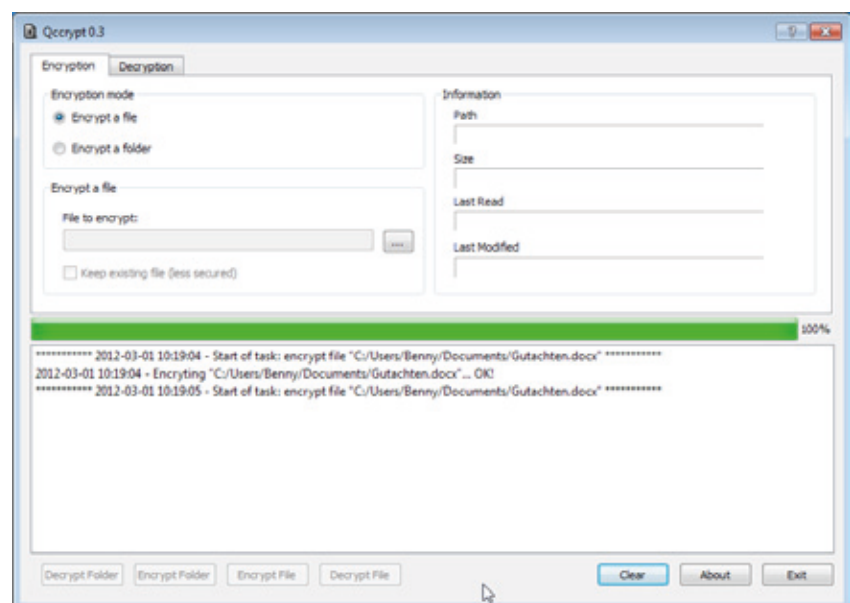 Qccrypt 0.3
Encryption Decryption
Encryption mode
Encrypt a file
Encrypt a folder
Encrypt a file
File to encrypt:
...
Keep existing file (less secured)
Information
Path
Size
Last Read
Last Modified
100%
*********** 2012-03-01 10:19:04 - Start of task: encrypt file "C:/Users/Benny/Documents/Gutachten.docx" ***********
2012-03-01 10:19:04 - Encryting "C:/Users/Benny/Documents/Gutachten.docx"... OK!
*********** 2012-03-01 10:19:05 - Start of task: encrypt file "C:/Users/Benny/Documents/Gutachten.docx" ***********
Decrypt Folder Encrypt Folder Encrypt File Decrypt File Clear About Exit